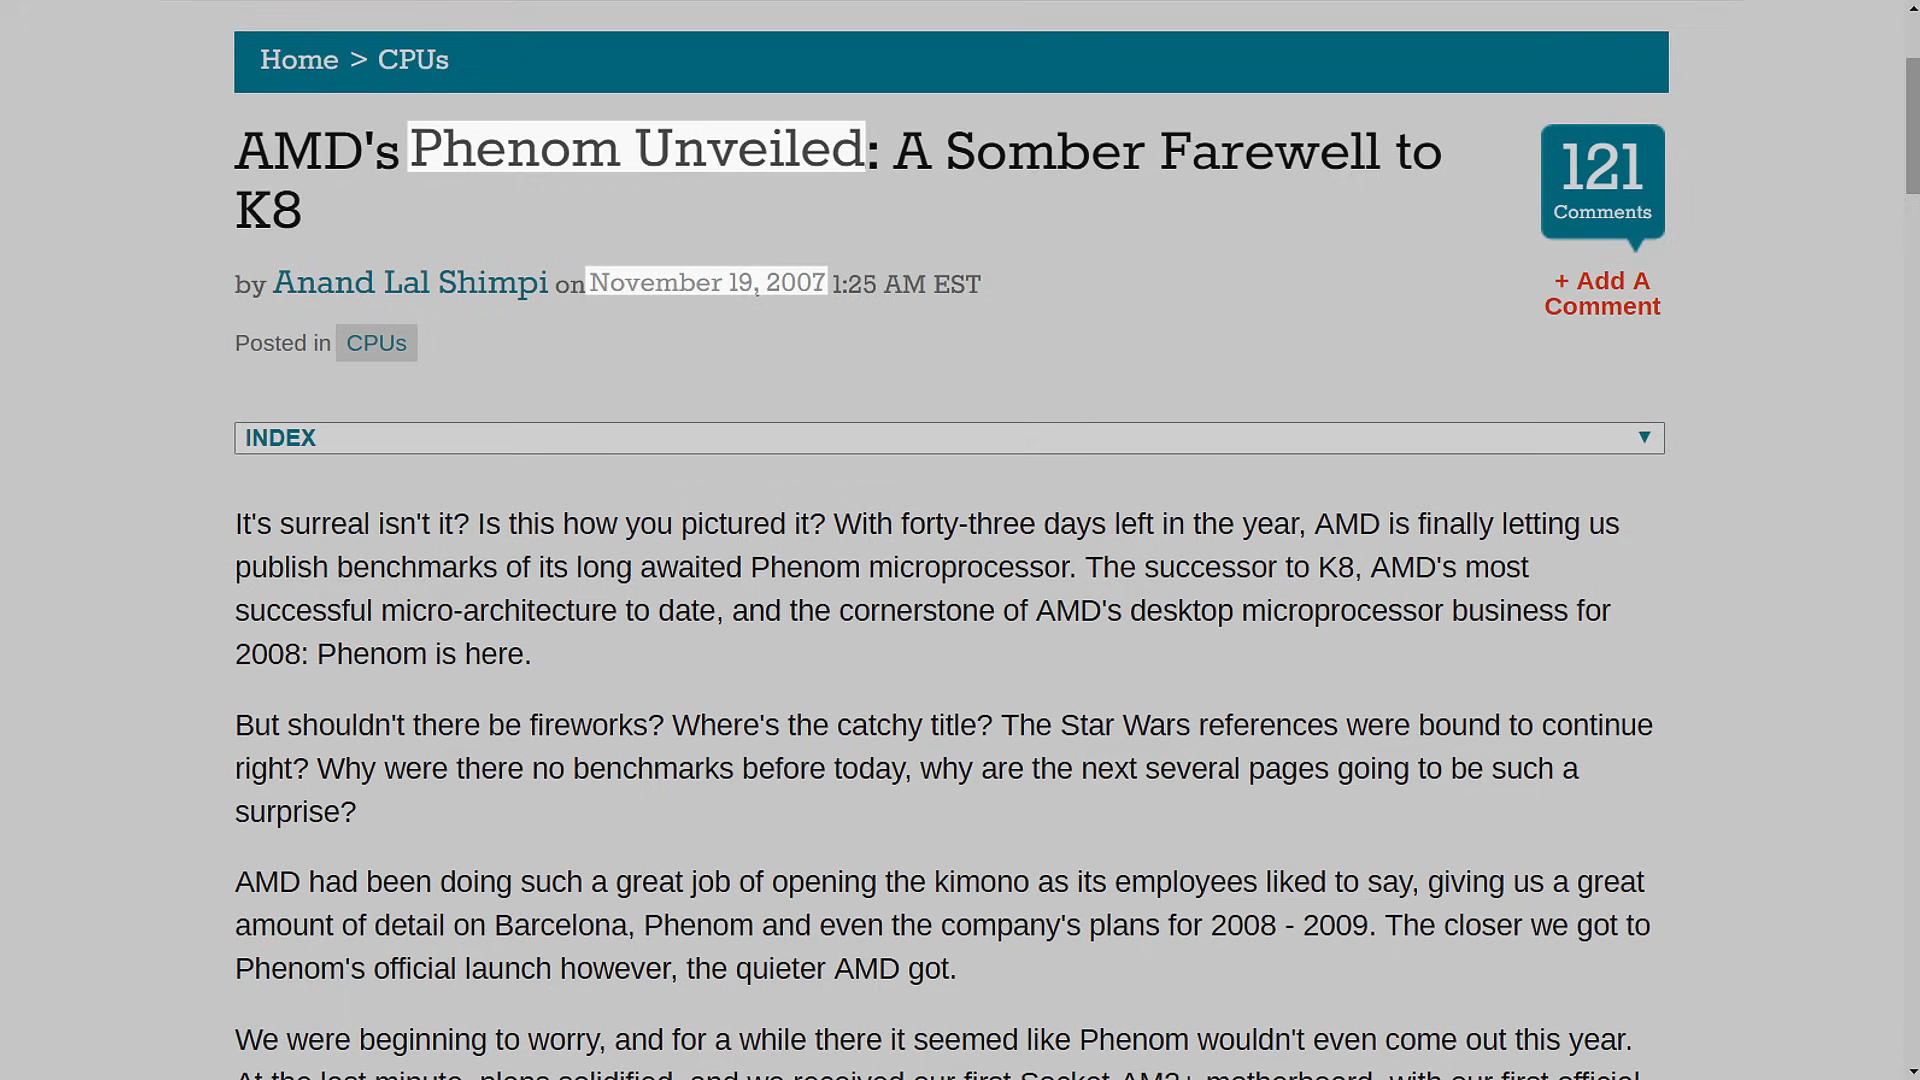 Home > CPUs
AMD's Phenom Unveiled: A Somber Farewell to
K8
121
Comments
by Anand Lal Shimpi on November 19, 2007 1:25 AM EST
+ Add A
Comment
Posted in CPUs
INDEX ▼
It's surreal isn't it? Is this how you pictured it? With forty-three days left in the year, AMD is finally letting us
publish benchmarks of its long awaited Phenom microprocessor. The successor to K8, AMD's most
successful micro-architecture to date, and the cornerstone of AMD's desktop microprocessor business for
2008: Phenom is here.
But shouldn't there be fireworks? Where's the catchy title? The Star Wars references were bound to continue
right? Why were there no benchmarks before today, why are the next several pages going to be such a
surprise?
AMD had been doing such a great job of opening the kimono as its employees liked to say, giving us a great
amount of detail on Barcelona, Phenom and even the company's plans for 2008 - 2009. The closer we got to
Phenom's official launch however, the quieter AMD got.
We were beginning to worry, and for a while there it seemed like Phenom wouldn't even come out this year.
At the last minute, plans solidified, and we received our first Socket-AM2+ motherboard, with our first official